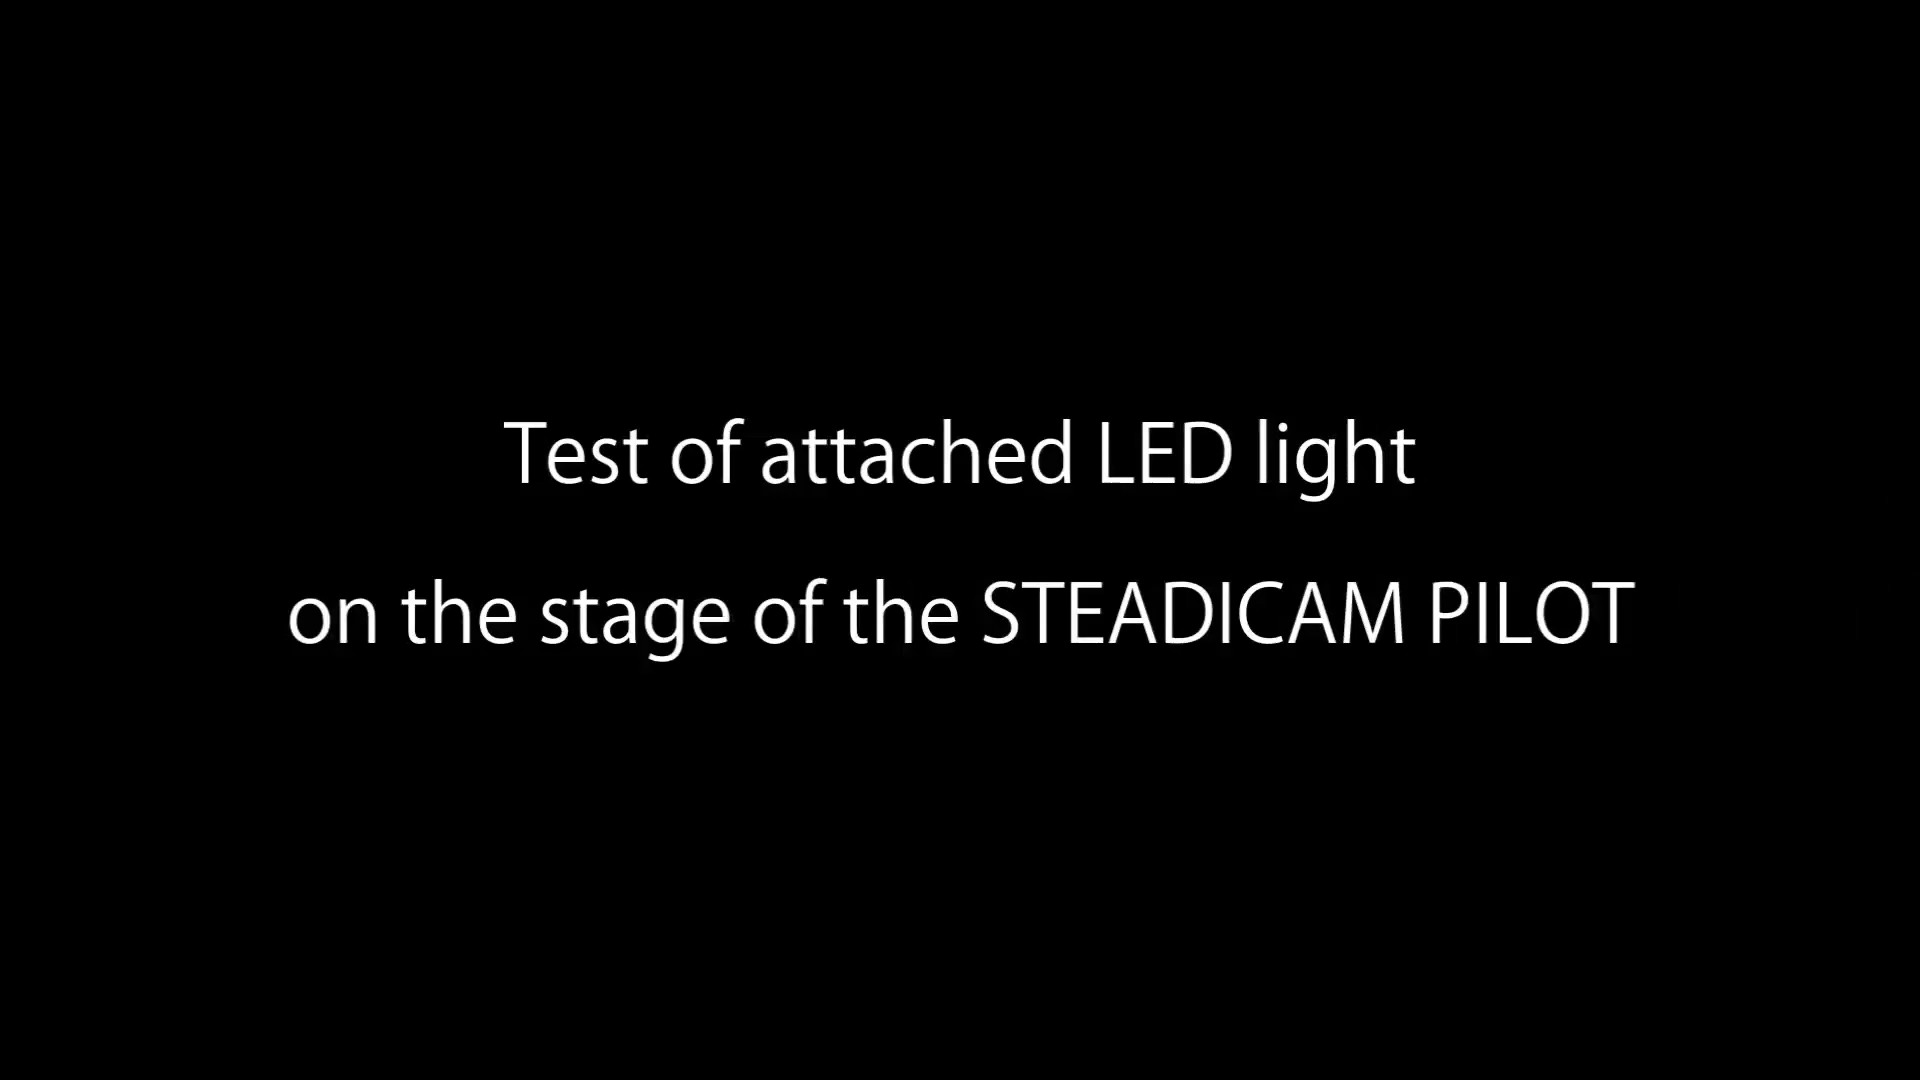 Test of attached LED light
on the stage of the STEADICAM PILOT